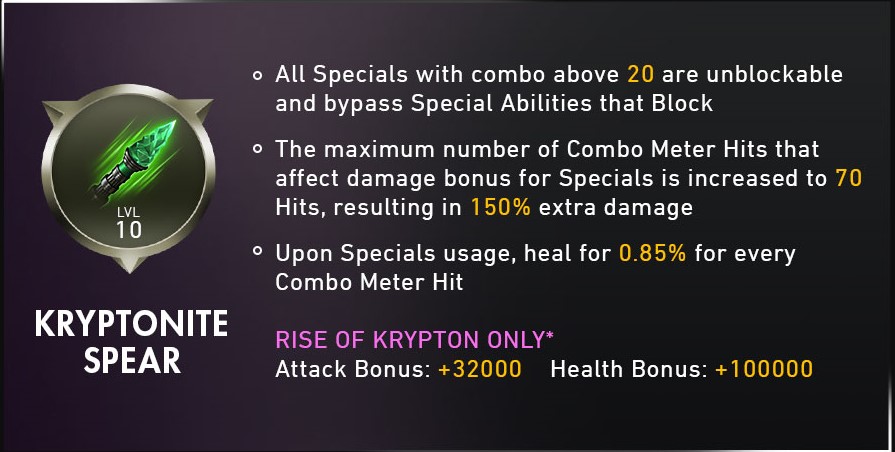 All Specials with combo above 20 are unblockable
and bypass Special Abilities that Block
The maximum number of Combo Meter Hits that
affect damage bonus for Specials is increased to 70
Hits, resulting in 150% extra damage
Upon Specials usage, heal for 0.85% for every
Combo Meter Hit
LVL
10
KRYPTONITE
SPEAR
RISE OF KRYPTON ONLY*
Attack Bonus: +32000 Health Bonus: +100000